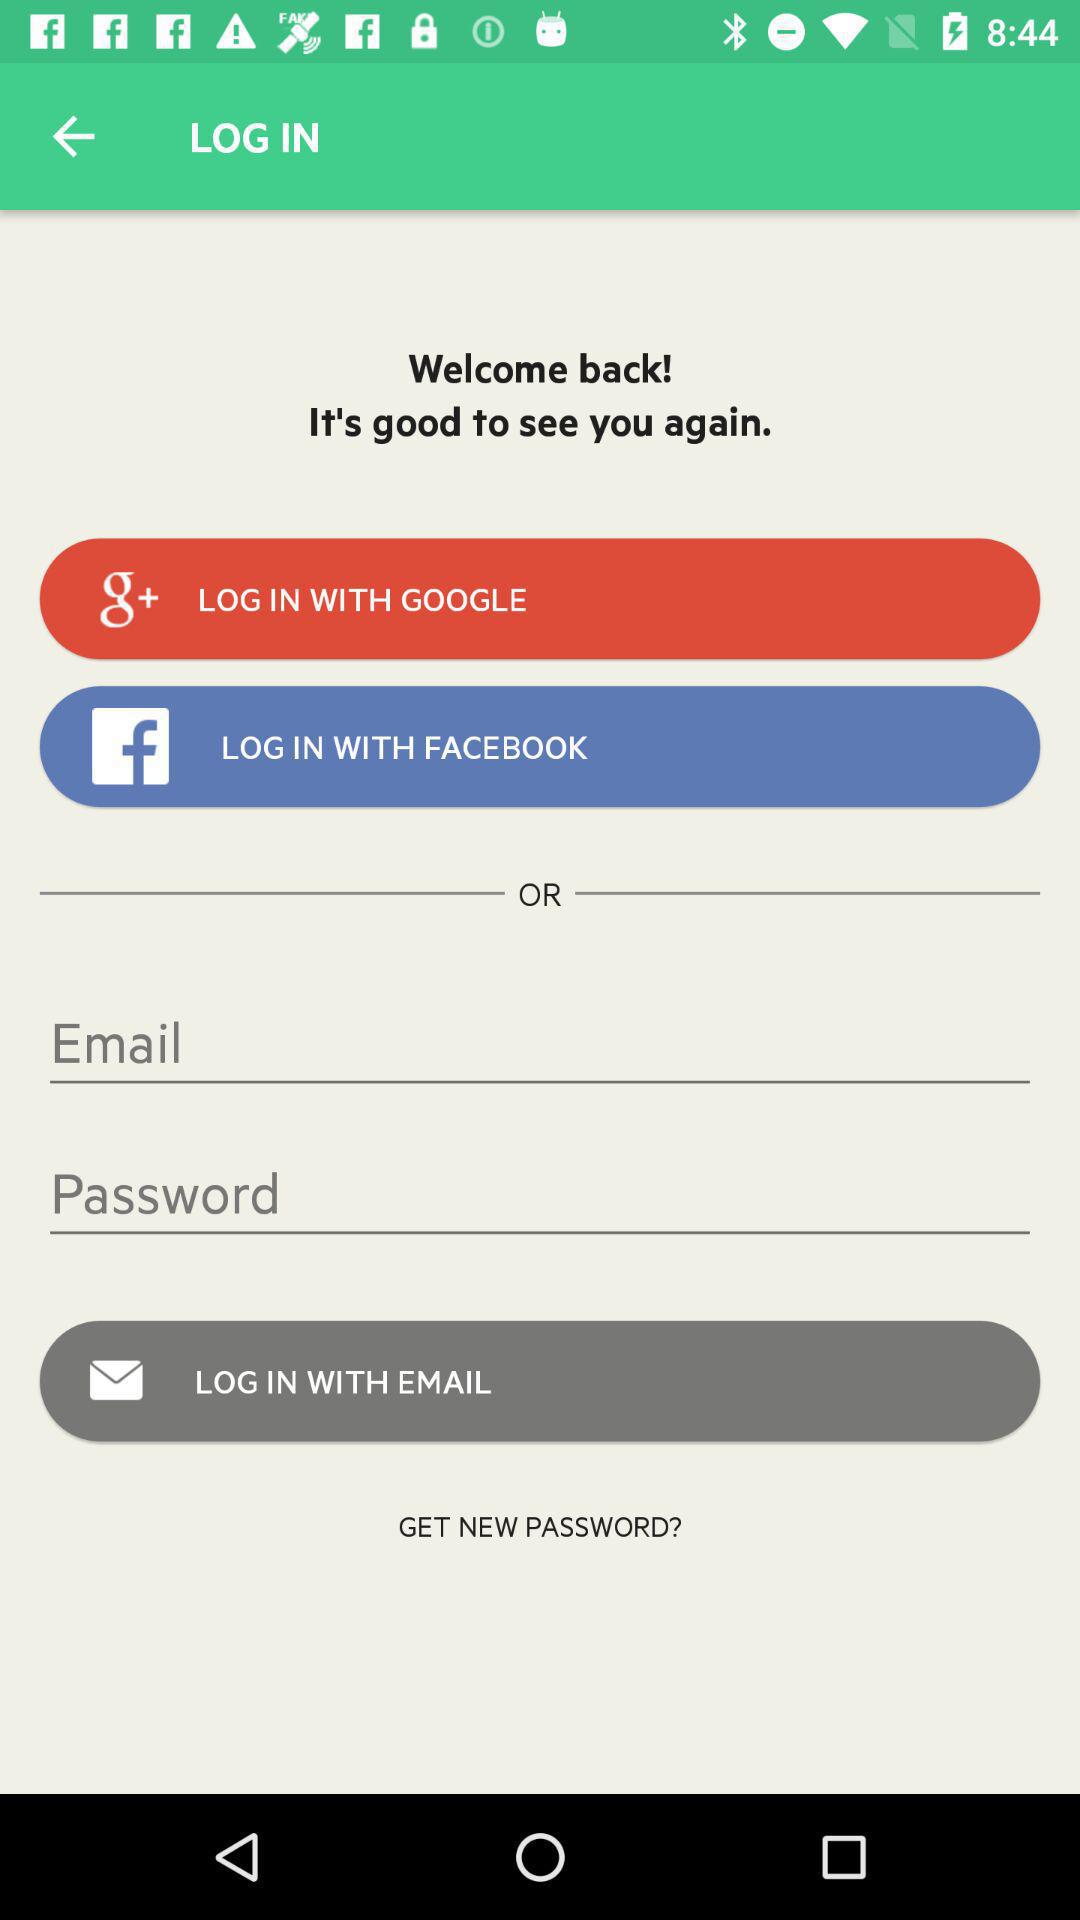 FAKE
8:44
LOG IN
Welcome back!
It's good to see you again.
g+ LOG IN WITH GOOGLE
f LOG IN WITH FACEBOOK
OR
Email
Password
LOG IN WITH EMAIL
GET NEW PASSWORD?